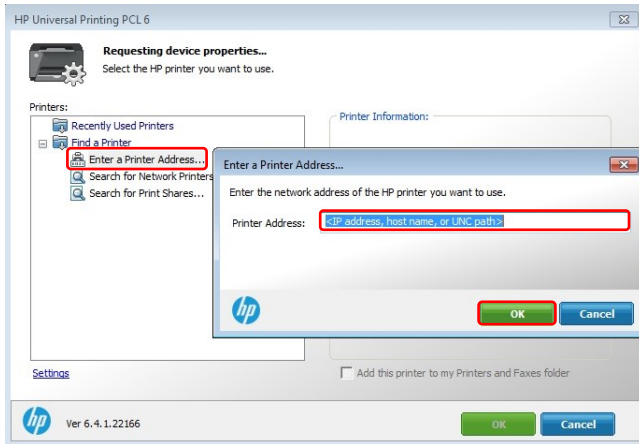 HP Universal Printing PCL 6
Requesting device properties...
Select the HP printer you want to use.
Printers:
Printer Information:
Recently Used Printers
Find a Printer
Enter a Printer Address...
Search for Network Printers
Search for Print Shares...
Enter a Printer Address...
Enter the network address of the HP printer you want to use.
Printer Address:
<IP address, host name, or UNC path>
hp
OK
Cancel
Settings
Add this printer to my Printers and Faxes folder
hp
Ver 6.4.1.22166
OK
Cancel